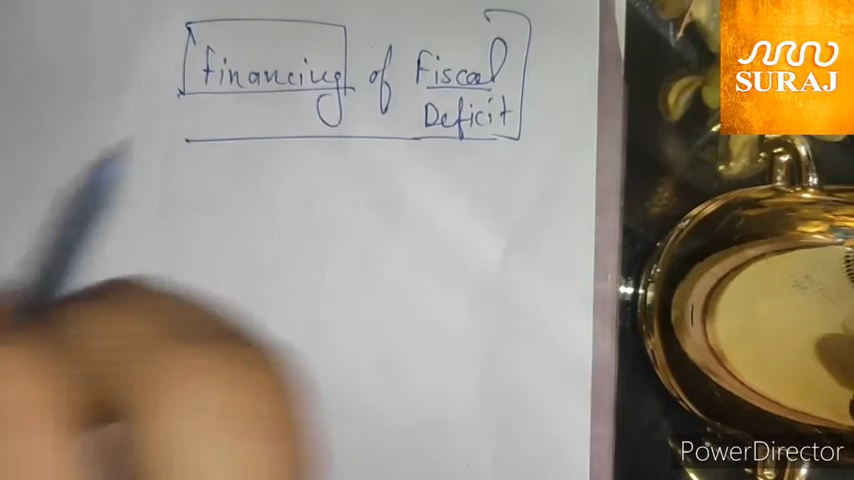 financing of Fiscal
Deficit
SURAJ
PowerDirector